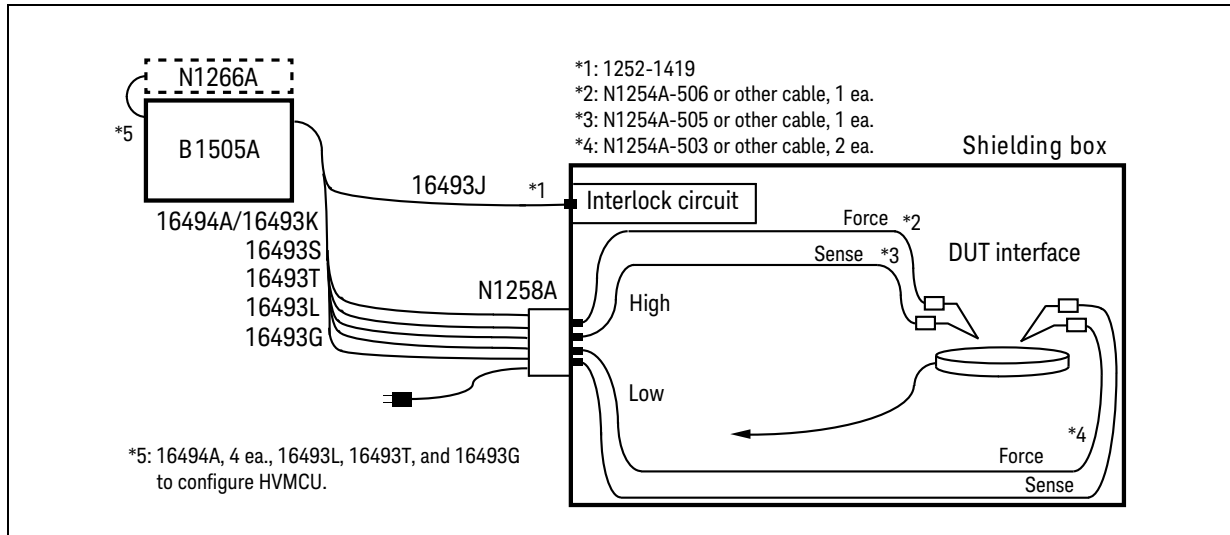 N1266A
*5
B1505A
*1: 1252-1419
*2: N1254A-506 or other cable, 1 ea.
*3: N1254A-505 or other cable, 1 ea.
*4: N1254A-503 or other cable, 2 ea.
Shielding box
16493J
*1
Interlock circuit
16494A/16493K
16493S
16493T
16493L
16493G
N1258A
Force
*2
Sense
*3
DUT interface
High
Low
*4
Force
Sense
*5: 16494A, 4 ea., 16493L, 16493T, and 16493G
to configure HVMCU.